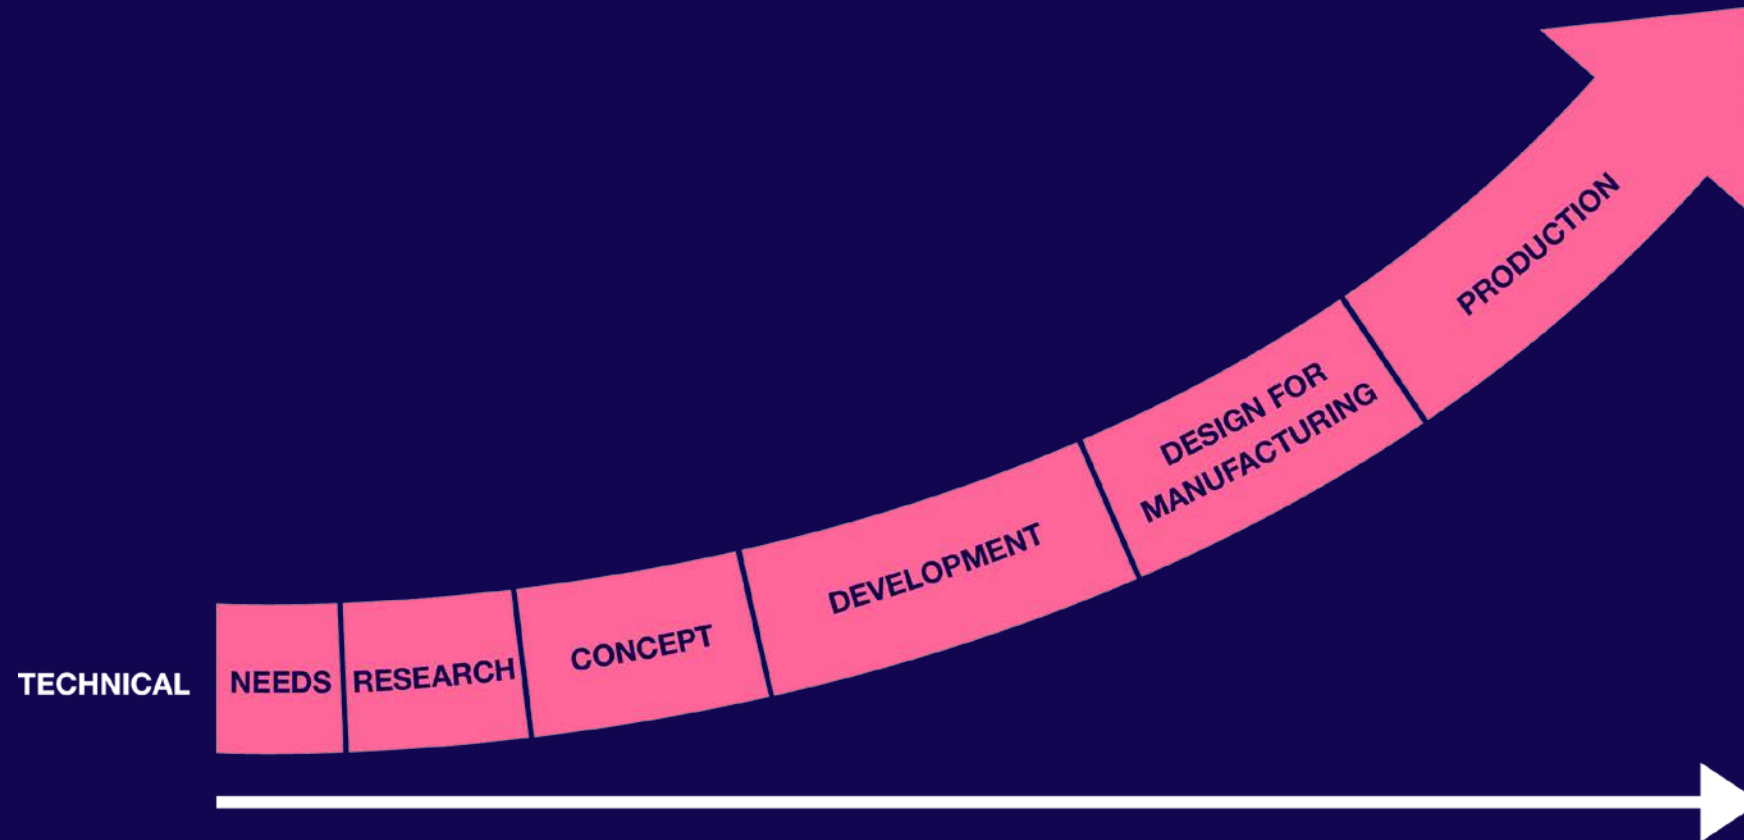 TECHNICAL
NEEDS
RESEARCH
CONCEPT
DEVELOPMENT
DESIGN FOR
MANUFACTURING
PRODUCTION